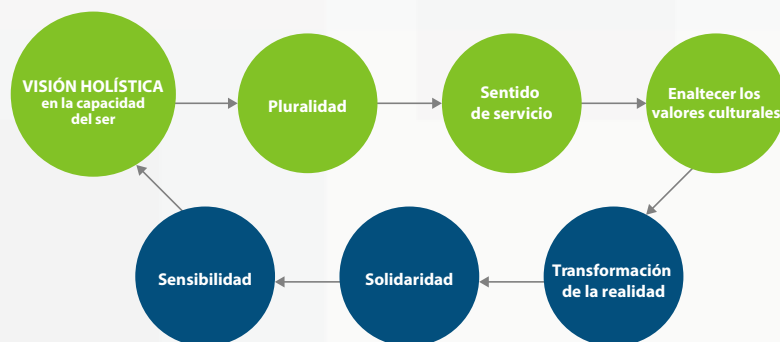 VISIÓN HOLÍSTICA
en la capacidad
del ser
Pluralidad
Sentido
de servicio
Enaltecer los
valores culturales
Transformación
de la realidad
Solidaridad
Sensibilidad